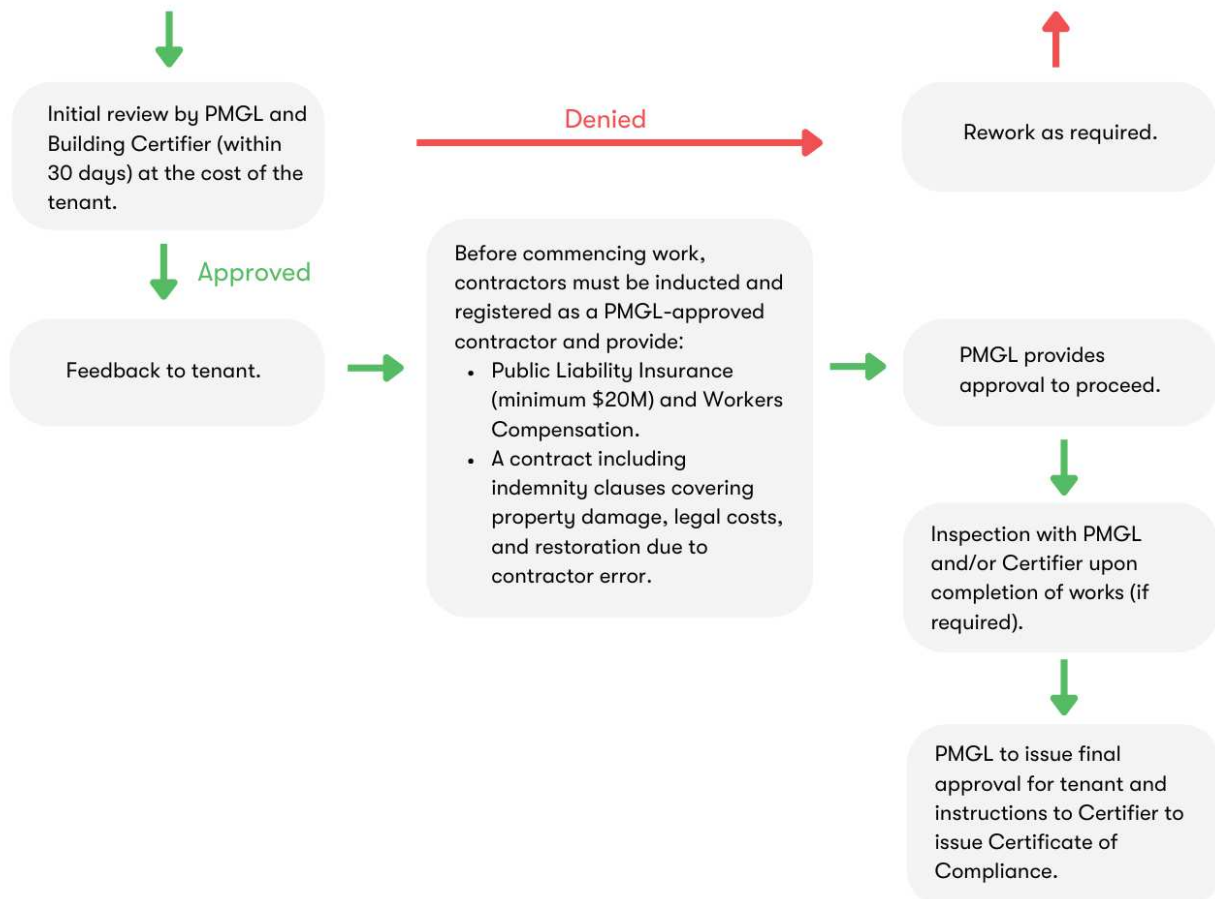 Initial review by PMGL and
Building Certifier (within
30 days) at the cost of the
tenant.
Denied
Rework as required.
Approved
Feedback to tenant.
Before commencing work,
contractors must be inducted and
registered as a PMGL-approved
contractor and provide:
• Public Liability Insurance
(minimum $20M) and Workers
Compensation.
• A contract including
indemnity clauses covering
property damage, legal costs,
and restoration due to
contractor error.
PMGL provides
approval to proceed.
Inspection with PMGL
and/or Certifier upon
completion of works (if
required).
PMGL to issue final
approval for tenant and
instructions to Certifier to
issue Certificate of
Compliance.